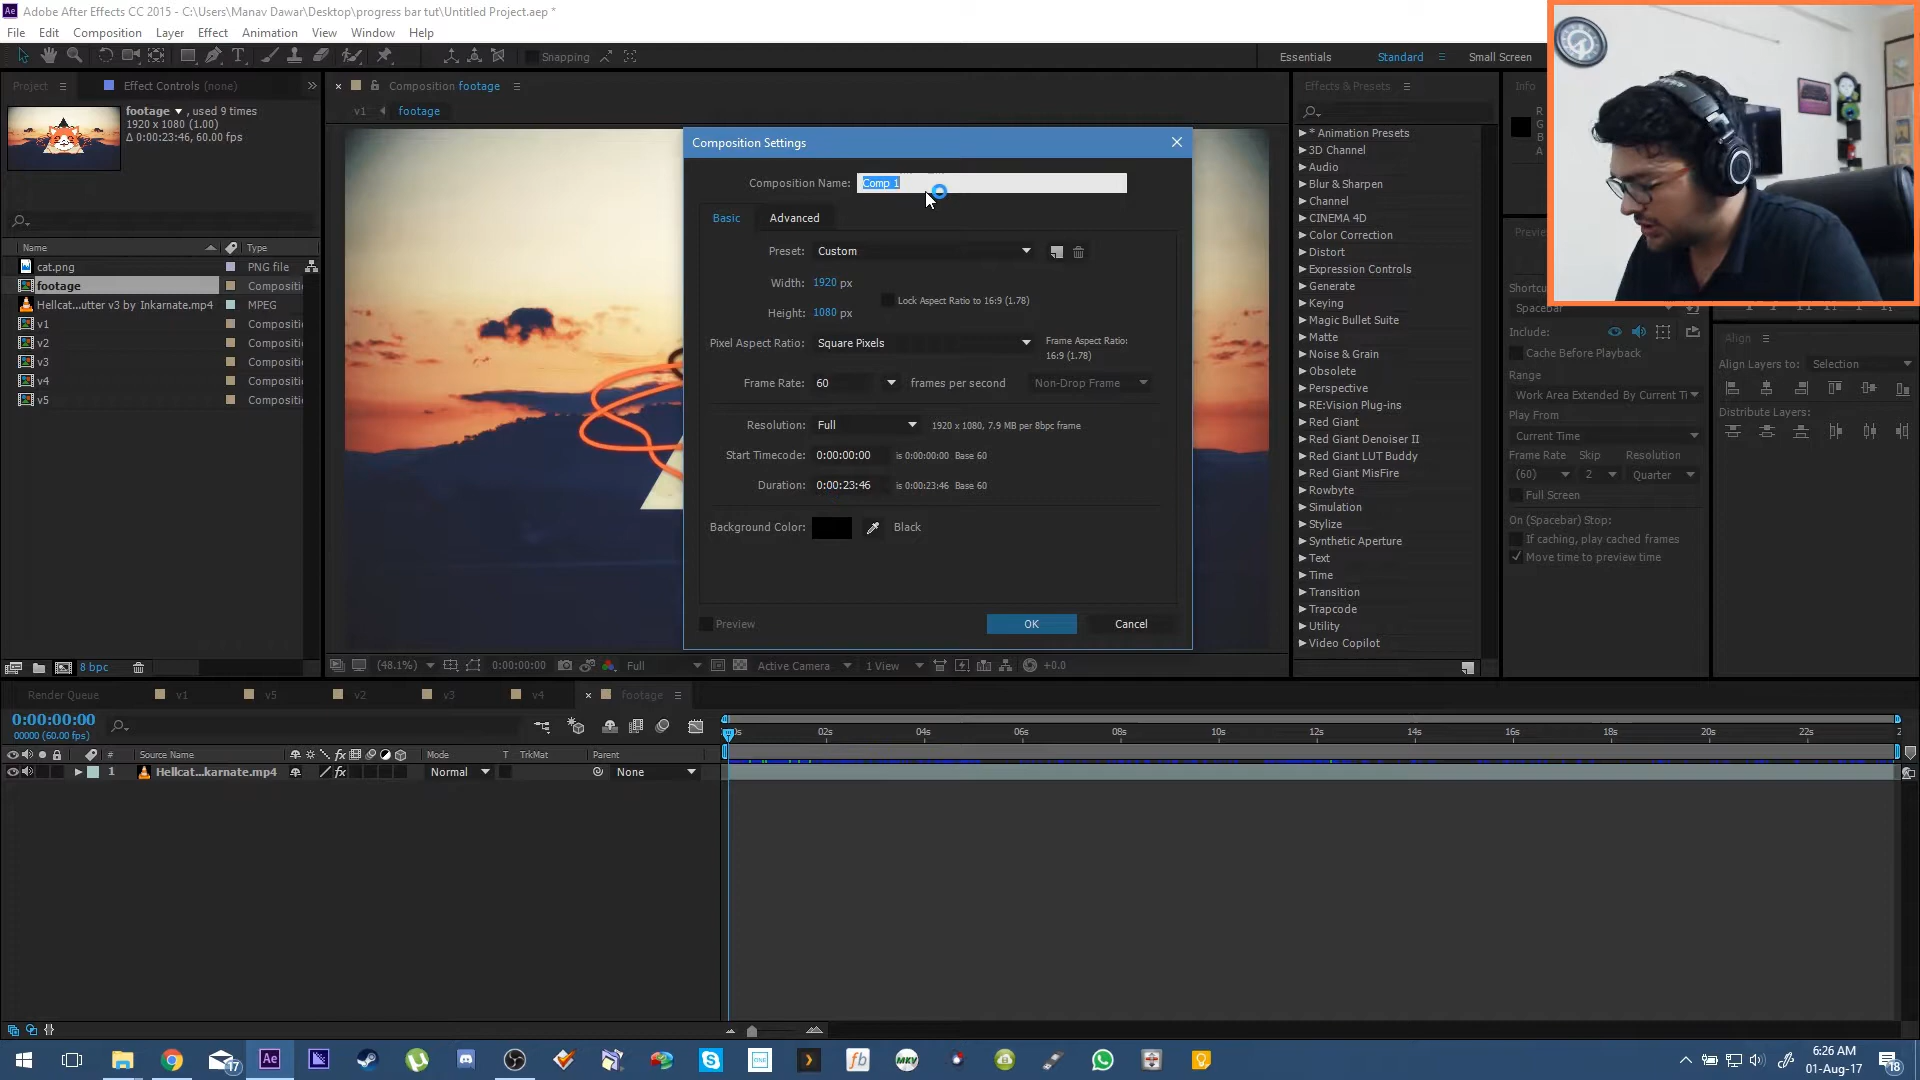 Adobe After Effects CC 2015 - C:\Users\Manav Dawar\Desktop\progress bar tut\Untitled Project.aep *
File Edit Composition Layer Effect Animation View Window Help
Snapping
Essentials Standard Small Screen
Project Effect Controls (none)
Composition footage
Effects & Presets
Info
footage , used 9 times
1920 x 1080 (1.00)
Δ 0:00:23:46, 60.00 fps
v1 footage
R
G
B
A
Name Type
cat.png PNG file
footage Compositi
Hellcat...utter v3 by Inkarnate.mp4 MPEG
v1 Compositi
v2 Compositi
v3 Compositi
v4 Compositi
v5 Compositi
8 bpc
Composition Settings
Composition Name: Comp 1
Basic Advanced
Preset: Custom
Width: 1920 px
Lock Aspect Ratio to 16:9 (1.78)
Height: 1080 px
Pixel Aspect Ratio: Square Pixels
Frame Aspect Ratio:
16:9 (1.78)
Frame Rate: 60 frames per second Non-Drop Frame
Resolution: Full 1920 x 1080, 7.9 MB per 8bpc frame
Start Timecode: 0:00:00:00 is 0:00:00:00 Base 60
Duration: 0:00:23:46 is 0:00:23:46 Base 60
Background Color: Black
Preview OK Cancel
* Animation Presets
3D Channel
Audio
Blur & Sharpen
Channel
CINEMA 4D
Color Correction
Distort
Expression Controls
Generate
Keying
Magic Bullet Suite
Matte
Noise & Grain
Obsolete
Perspective
RE:Vision Plug-ins
Red Giant
Red Giant Denoiser II
Red Giant LUT Buddy
Red Giant MisFire
Rowbyte
Simulation
Stylize
Synthetic Aperture
Text
Time
Transition
Trapcode
Utility
Video Copilot
Spacebar
Include:
Cache Before Playback
Range
Work Area Extended By Current Ti
Play From
Current Time
Frame Rate Skip Resolution
(60) 2 Quarter
Full Screen
On (Spacebar) Stop:
If caching, play cached frames
Move time to preview time
Align
Align Layers to: Selection
Distribute Layers:
(48.1%) 0:00:00:00 Full Active Camera 1 View +0.0
Render Queue v1 v5 v2 v3 v4 footage
0:00:00:00
00000 (60.00 fps)
02s 04s 06s 08s 10s 12s 14s 16s 18s 20s 22s
# Source Name Mode T TrkMat Parent
1 Hellcat...karnate.mp4 Normal None
17
Ae
ONE
fb
MKV
6:26 AM
01-Aug-17
18